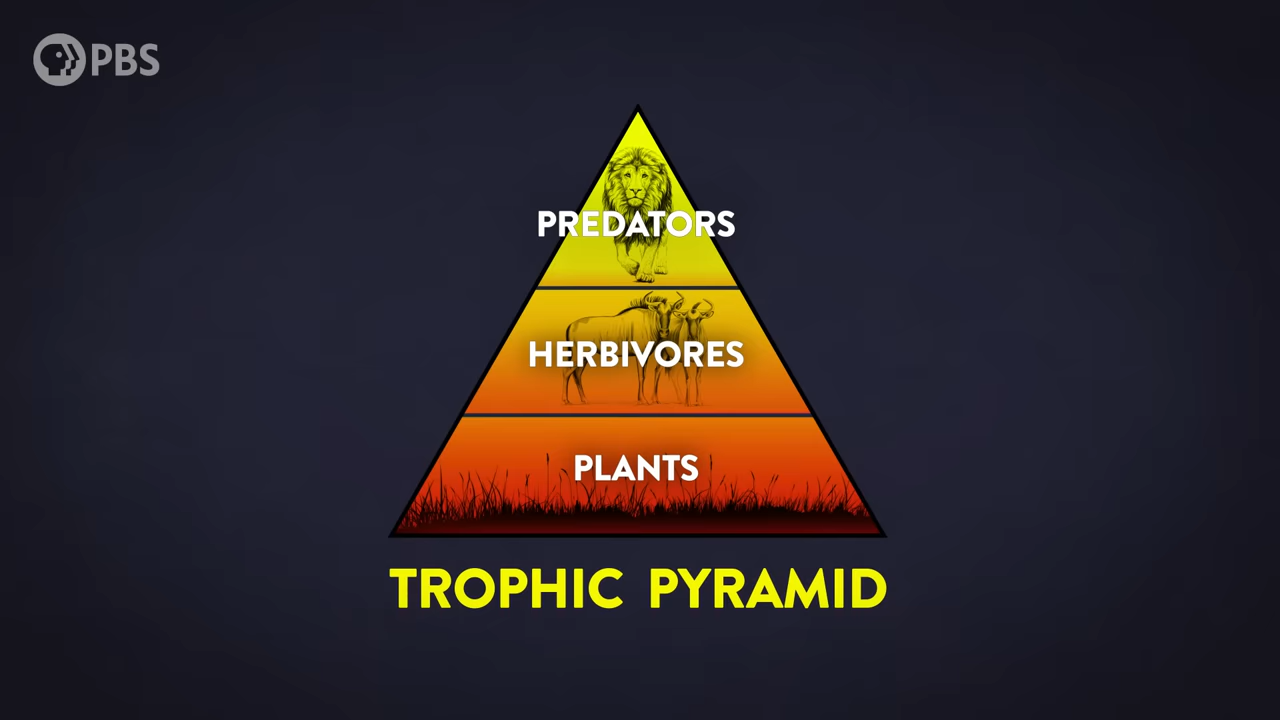 PBS
PREDATORS
HERBIVORES
PLANTS
TROPHIC PYRAMID